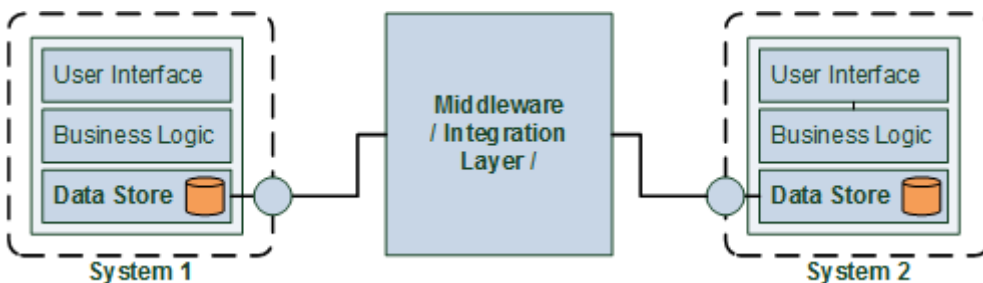 User Interface
Business Logic
Data Store
System 1
Middleware
/ Integration
Layer /
User Interface
Business Logic
Data Store
System 2